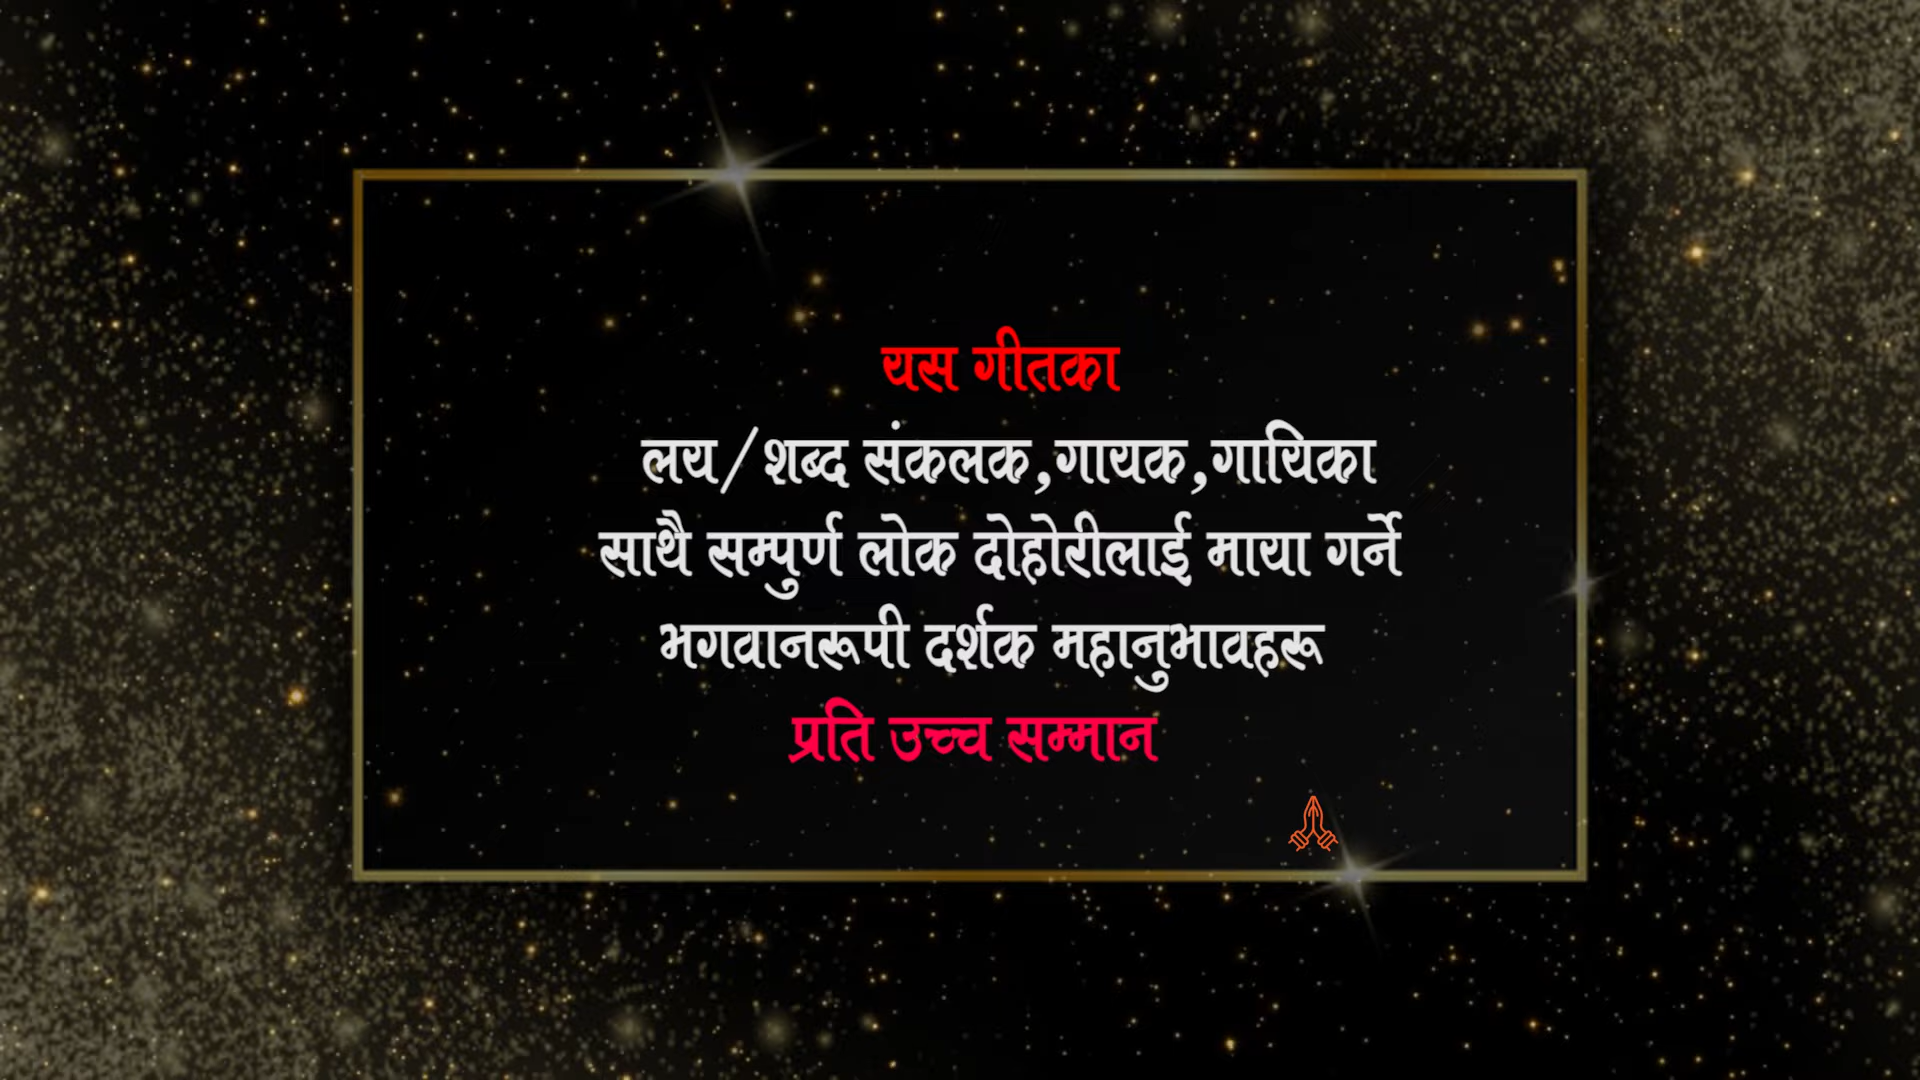 यस गीतका
लय/शब्द संकलक,गायक,गायिका
साथै सम्पुर्ण लोक दोहोरीलाई माया गर्ने
भगवानरूपी दर्शक महानुभावहरू
प्रति उच्च सम्मान